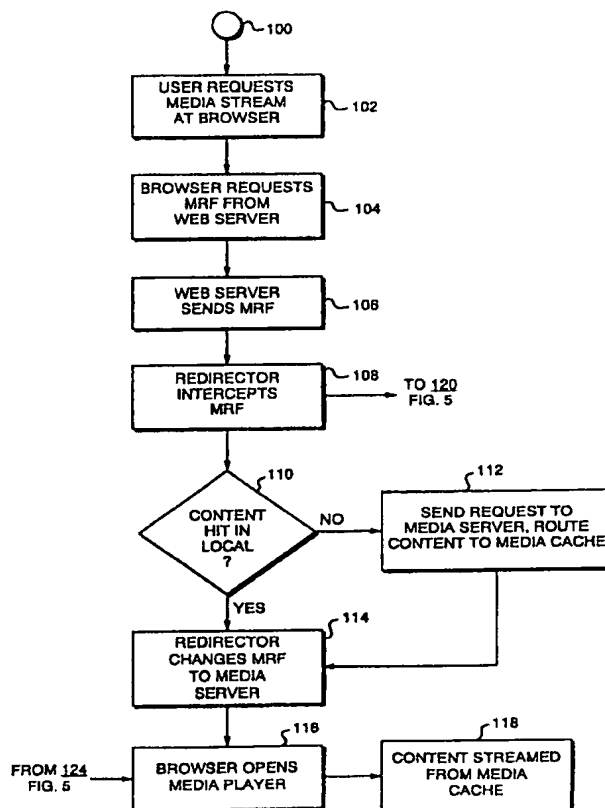 100
USER REQUESTS
MEDIA STREAM
AT BROWSER
102
BROWSER REQUESTS
MRF FROM
WEB SERVER
104
WEB SERVER
SENDS MRF
106
108
REDIRECTOR
INTERCEPTS
MRF
TO 120
FIG. 5
110
CONTENT
HIT IN
LOCAL
?
NO
112
SEND REQUEST TO
MEDIA SERVER, ROUTE
CONTENT TO MEDIA CACHE
YES
114
REDIRECTOR
CHANGES MRF
TO MEDIA
SERVER
116
FROM 124
FIG. 5
BROWSER OPENS
MEDIA PLAYER
118
CONTENT STREAMED
FROM MEDIA
CACHE